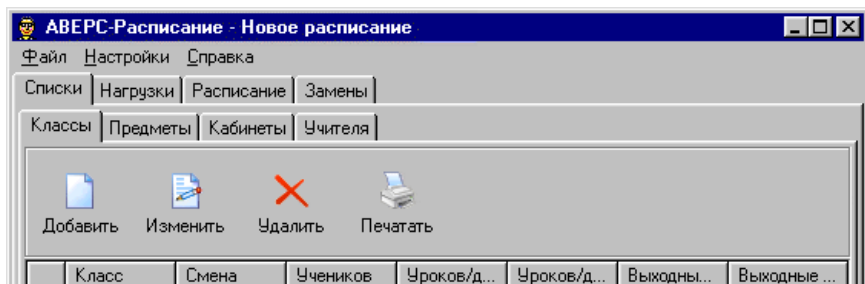 АВЕРС-Расписание - Новое расписание
Файл Настройки Справка
Списки Нагрузки Расписание Замены
Классы Предметы Кабинеты Учителя
Добавить Изменить Удалить Печатать
Класс Смена Учеников Уроков/д... Уроков/д... Выходны... Выходные ...